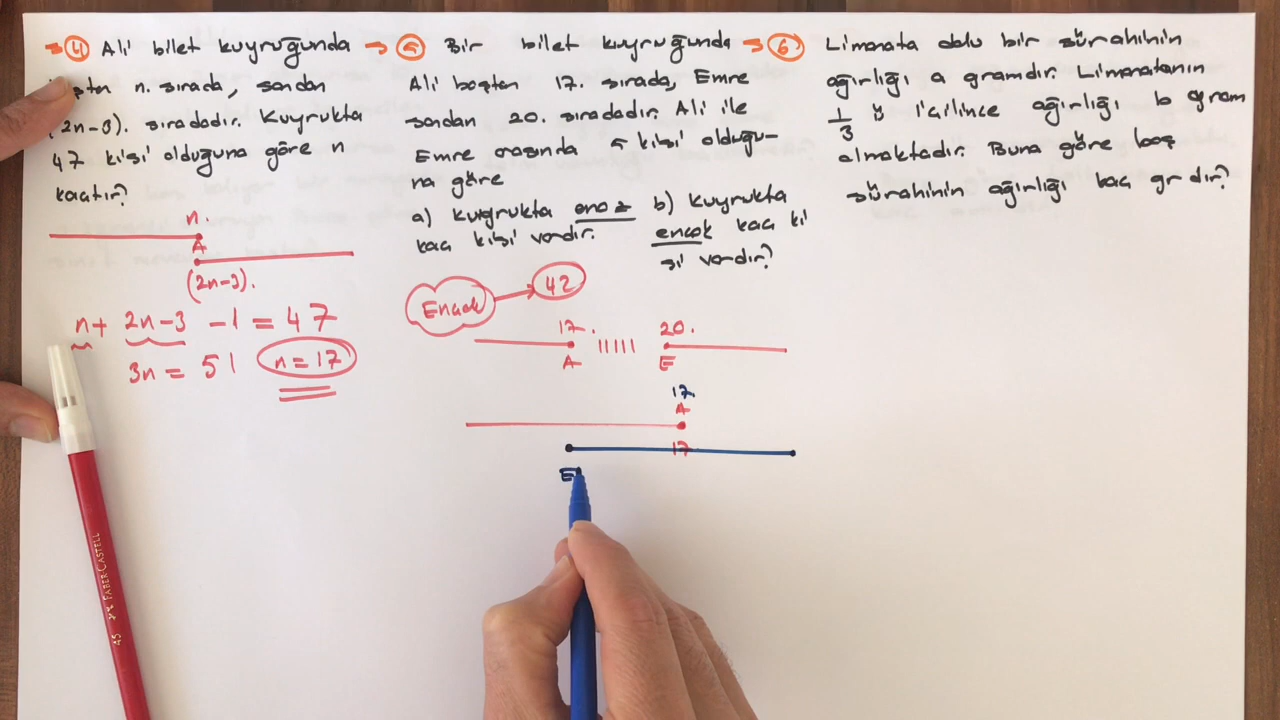 4) Ali bilet kuyruğunda
n. sırada, sondan
(2n-3). sıradadır. Kuyrukta
47 kişi olduğuna göre n
kaçtır?
n.
A
(2n-3).
n + 2n-3 -1 = 47
3n = 51 n = 17
5) Bir bilet kuyruğunda
Ali baştan 17. sırada, Emre
sondan 20. sıradadır. Ali ile
Emre arasında 5 kişi olduğu-
na göre
a) kuyrukta en az
kaç kişi vardır.
b) kuyrukta
en çok kaç ki
şi vardır?
En çok 42
17. 20.
A E
17.
A
17
E
6) Limonata dolu bir sürahinin
ağırlığı a gramdır. Limonatanın
1/3 ü içilince ağırlığı b gram
olmaktadır. Buna göre boş
sürahinin ağırlığı kaç gr dır?
FABER-CASTELL
45